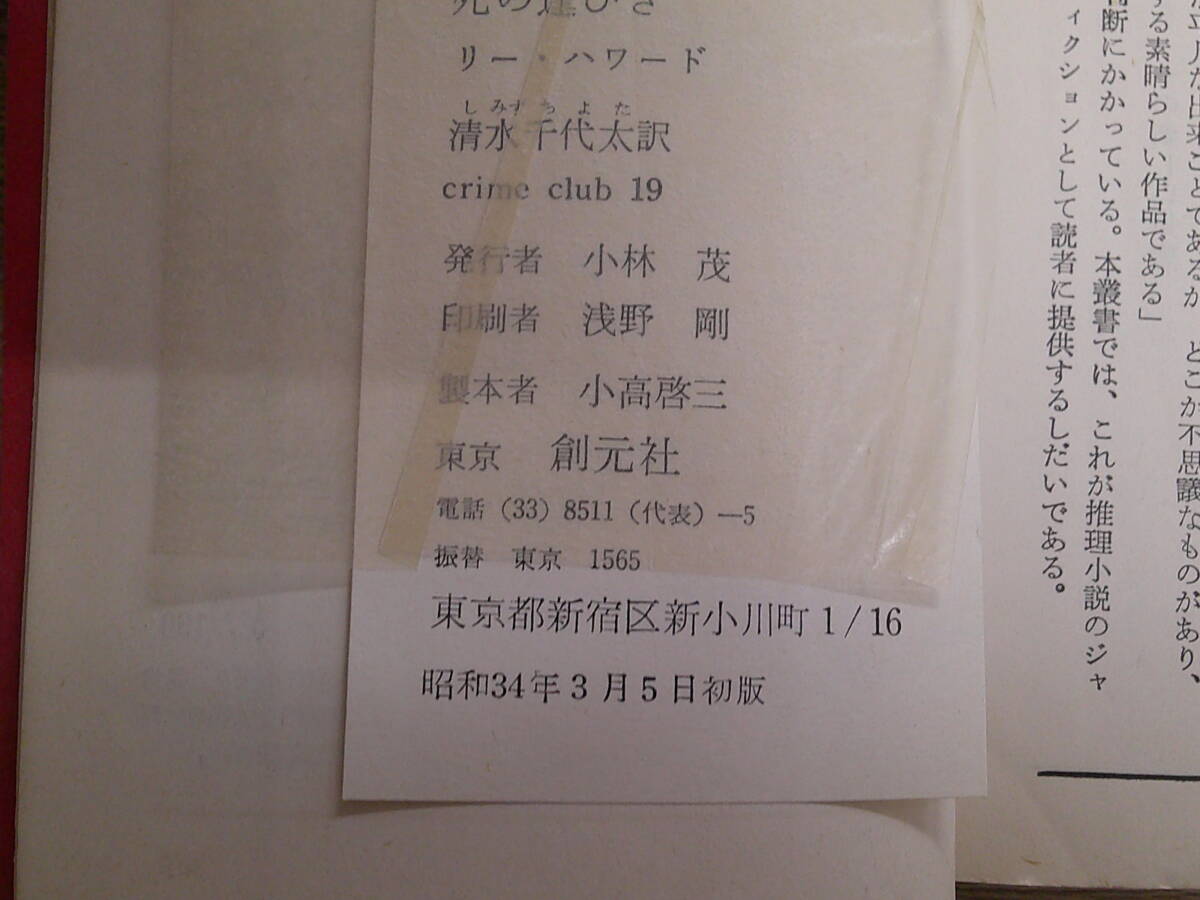 死の逢びき
リー・ハワード
しみずちよた
清水千代太訳
crime club 19
発行者 小林 茂
印刷者 浅野 剛
製本者 小高啓三
東京 創元社
電話 (33) 8511 (代表) —5
振替 東京 1565
東京都新宿区新小川町 1/16
昭和34年3月5日初版
どこか不思議なものがあり、
する素晴らしい作品である」
判断にかかっている。本叢書では、これが推理小説のジャ
ィクションとして読者に提供するしだいである。